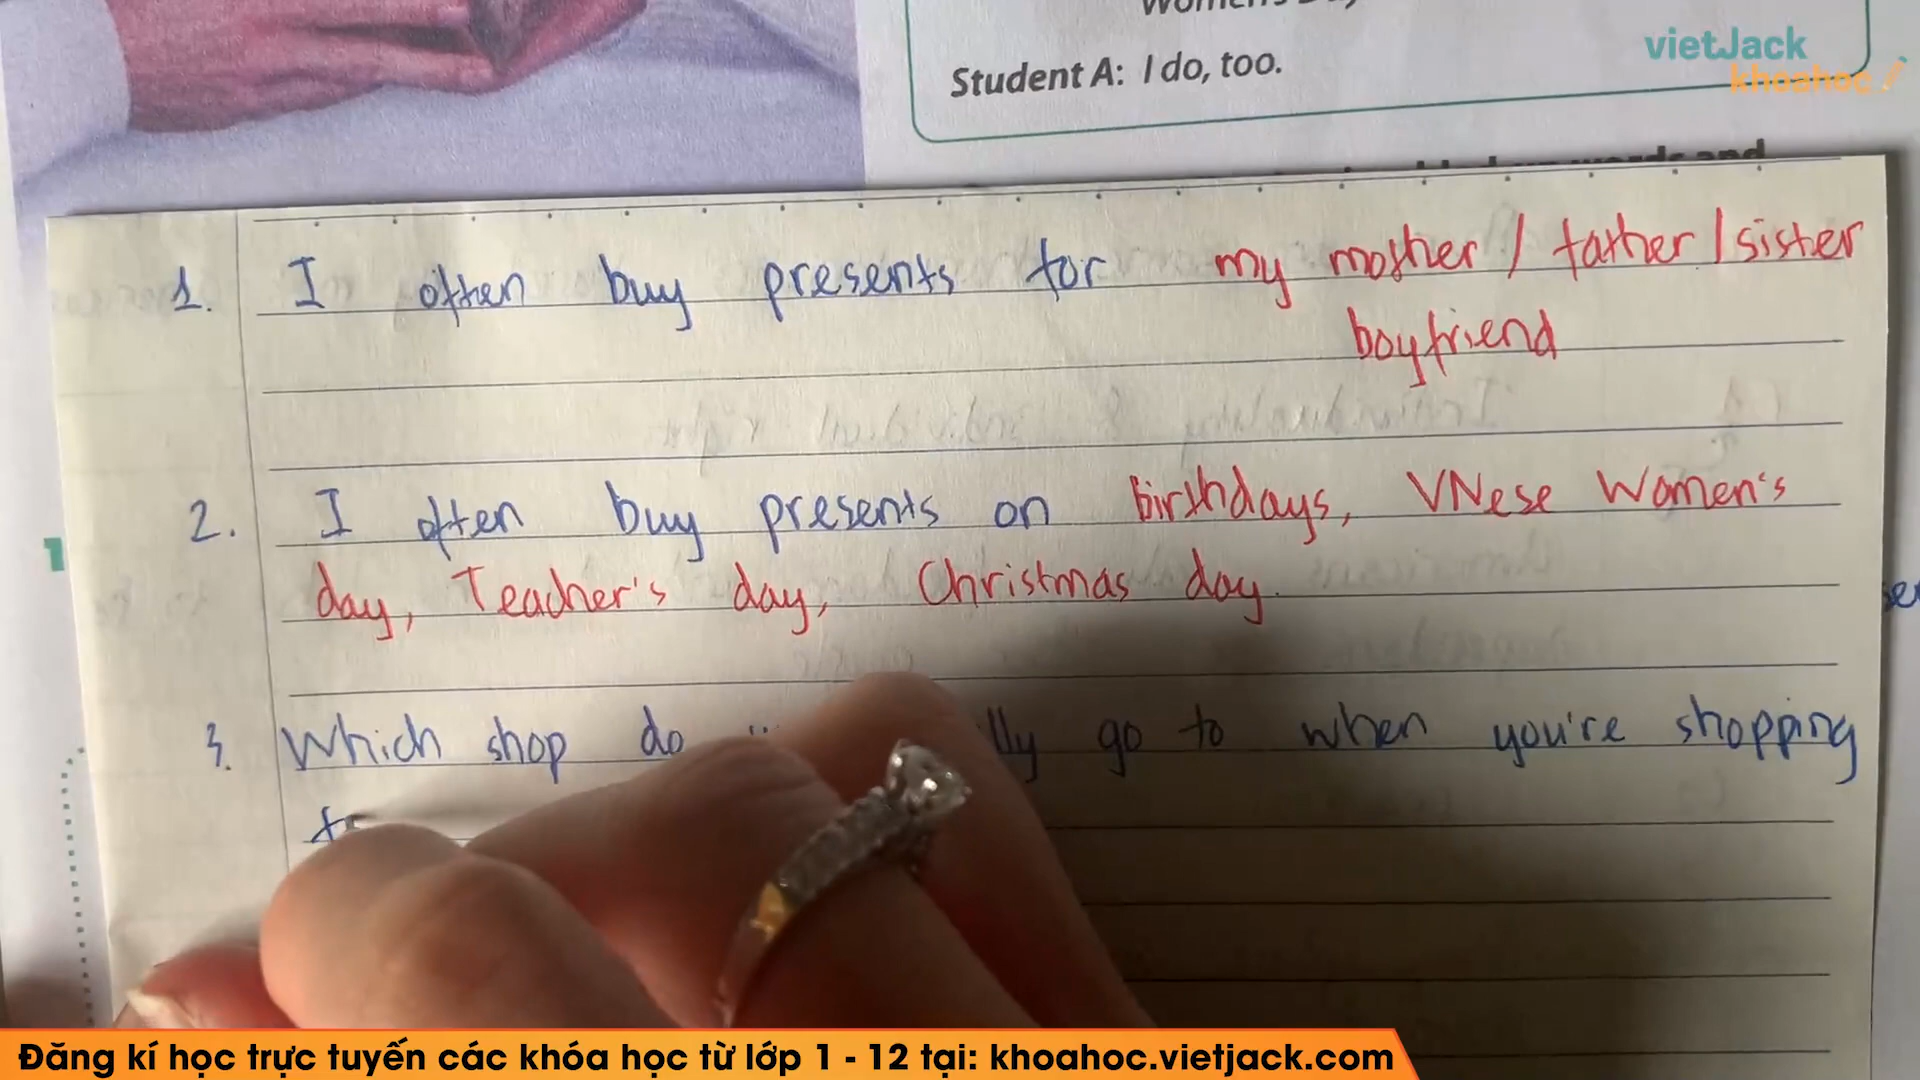 Student A: I do, too.
vietJack
khoahoc
1. I often buy presents for my mother / father / sister
boyfriend
2. I often buy presents on birthdays, VNese Women's
day, Teacher's day, Christmas day.
3. Which shop do go to when you're shopping
Đăng kí học trực tuyến các khóa học từ lớp 1 - 12 tại: khoahoc.vietjack.com